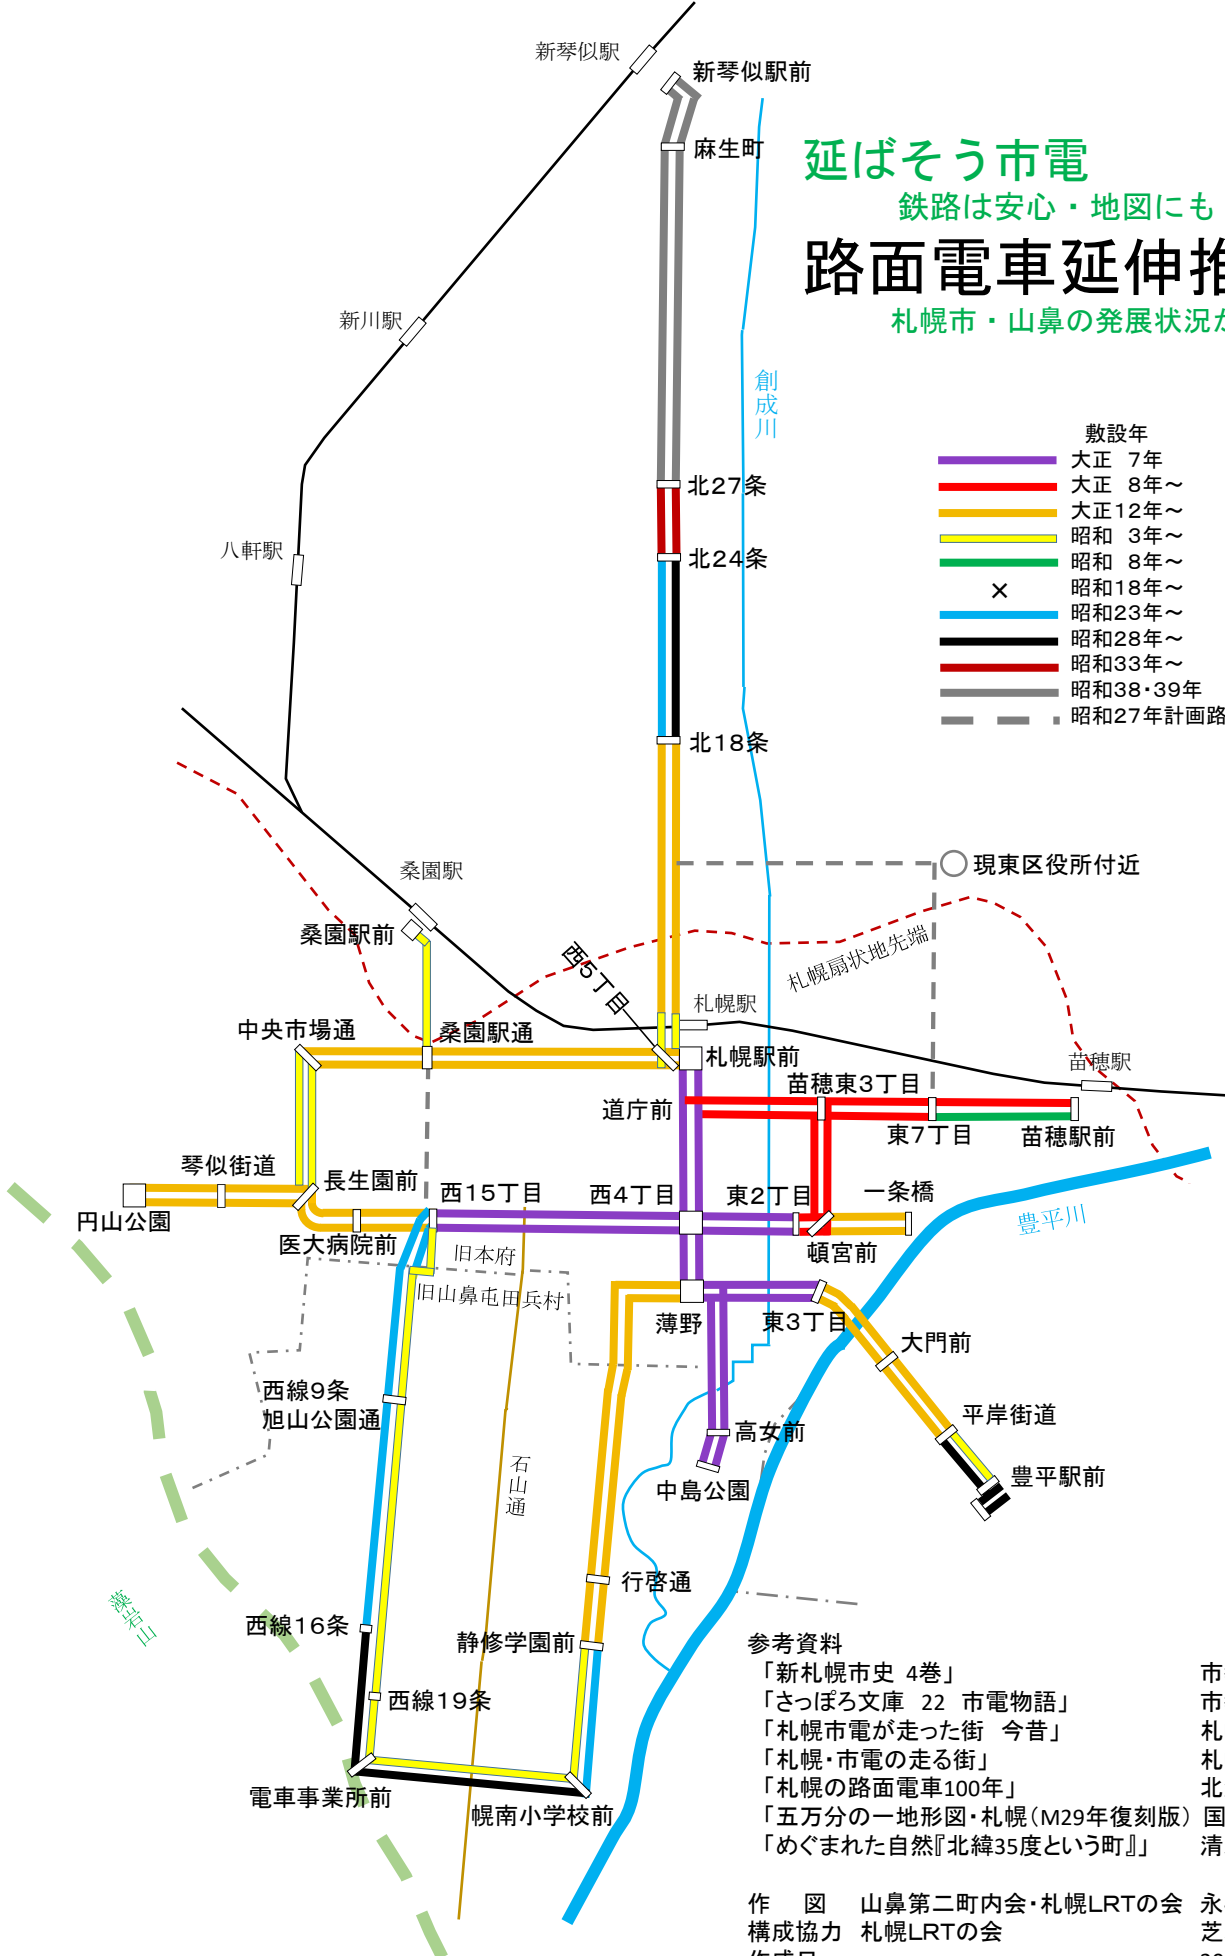 新琴似駅
新琴似駅前
麻生町
延ばそう市電
鉄路は安心・地図にも
路面電車延伸推
札幌市・山鼻の発展状況か
新川駅
創成川
敷設年
大正 7年
大正 8年～
大正12年～
昭和 3年～
昭和 8年～
× 昭和18年～
昭和23年～
昭和28年～
昭和33年～
昭和38・39年
昭和27年計画路
北27条
八軒駅
北24条
北18条
桑園駅
現東区役所付近
桑園駅前
西5丁目
札幌扇状地先端
札幌駅
中央市場通
桑園駅通
札幌駅前
苗穂駅
苗穂東3丁目
道庁前
東7丁目
苗穂駅前
琴似街道
長生園前
西15丁目
西4丁目
東2丁目
一条橋
円山公園
医大病院前
旧本府
頓宮前
豊平川
旧山鼻屯田兵村
薄野
東3丁目
大門前
西線9条
旭山公園通
高女前
平岸街道
石山通
中島公園
豊平駅前
行啓通
藻岩山
西線16条
静修学園前
西線19条
電車事業所前
幌南小学校前
参考資料
「新札幌市史 4巻」 市
「さっぽろ文庫 22 市電物語」 市
「札幌市電が走った街 今昔」 札
「札幌・市電の走る街」 札
「札幌の路面電車100年」 北
「五万分の一地形図・札幌（M29年復刻版） 国
「めぐまれた自然『北緯35度という町』」 清
作 図 山鼻第二町内会・札幌LRTの会 永
構成協力 札幌LRTの会 芝